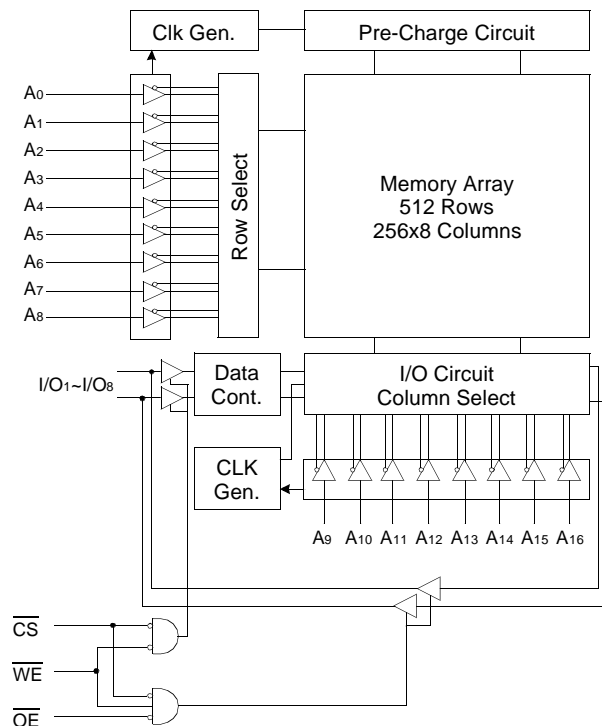 Clk Gen.
Pre-Charge Circuit
A0
A1
A2
A3
A4
A5
A6
A7
A8
Row Select
Memory Array
512 Rows
256x8 Columns
I/O1~I/O8
Data
Cont.
I/O Circuit
Column Select
CLK
Gen.
A9 A10 A11 A12 A13 A14 A15 A16
CS
WE
OE